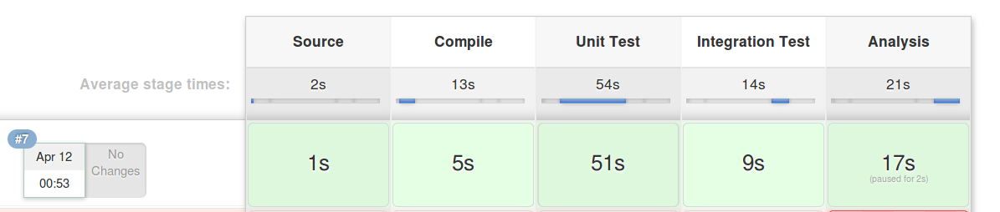 Source Compile Unit Test Integration Test Analysis
Average stage times: 2s 13s 54s 14s 21s
#7
Apr 12 No Changes
00:53
1s 5s 51s 9s 17s
(paused for 2s)